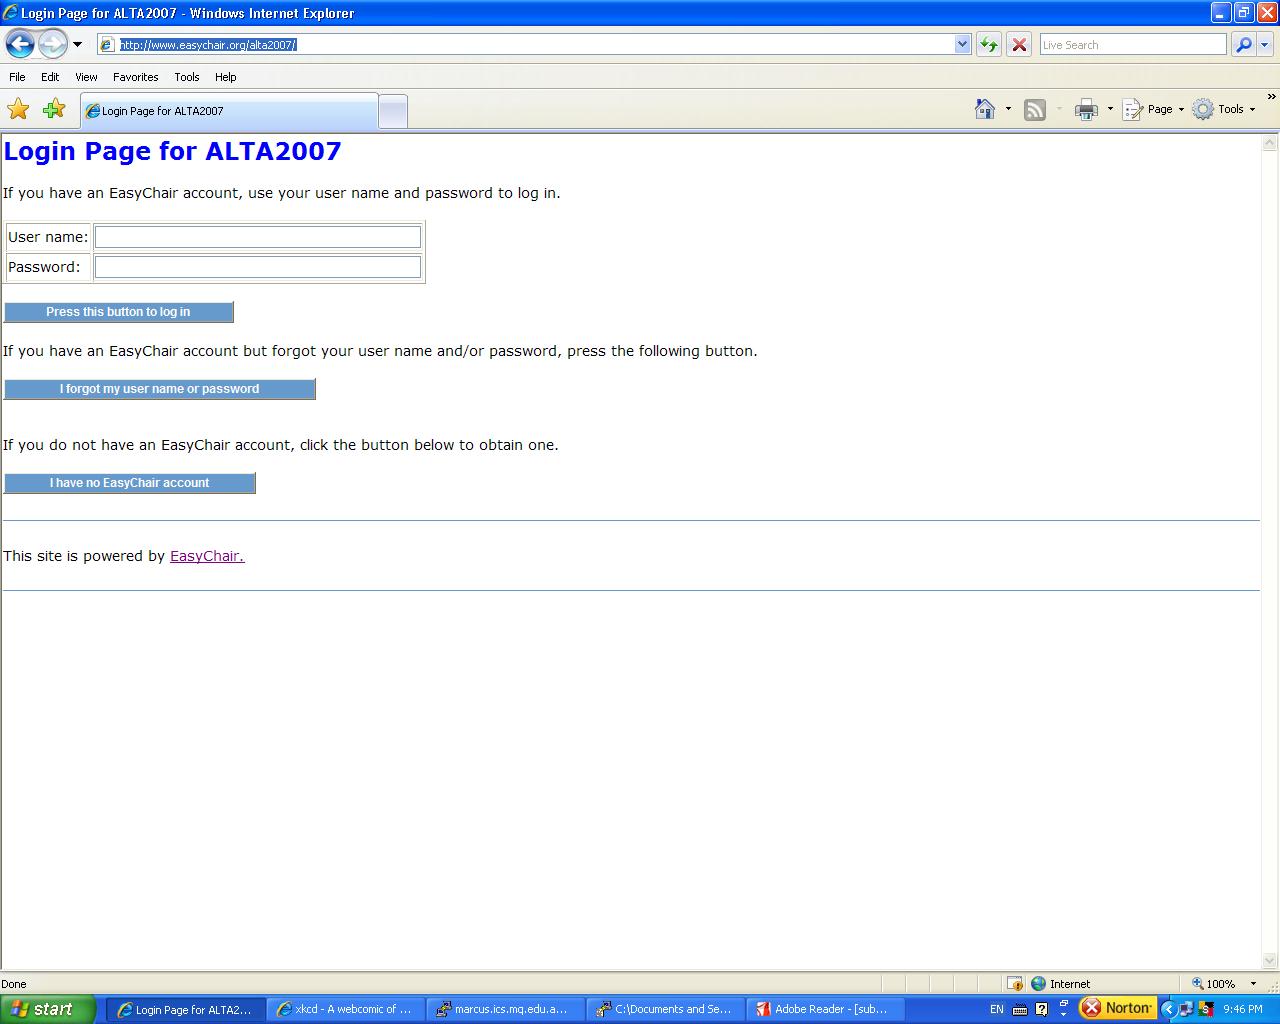 Login Page for ALTA2007 - Windows Internet Explorer
http://www.easychair.org/alta2007/
Live Search
File Edit View Favorites Tools Help
Login Page for ALTA2007
Page Tools
Login Page for ALTA2007
If you have an EasyChair account, use your user name and password to log in.
User name:
Password:
Press this button to log in
If you have an EasyChair account but forgot your user name and/or password, press the following button.
I forgot my user name or password
If you do not have an EasyChair account, click the button below to obtain one.
I have no EasyChair account
This site is powered by EasyChair.
Done Internet 100%
start Login Page for ALTA2... xkcd - A webcomic of ... marcus.ics.mq.edu.a... C:\Documents and Se... Adobe Reader - [sub... EN Norton 9:46 PM